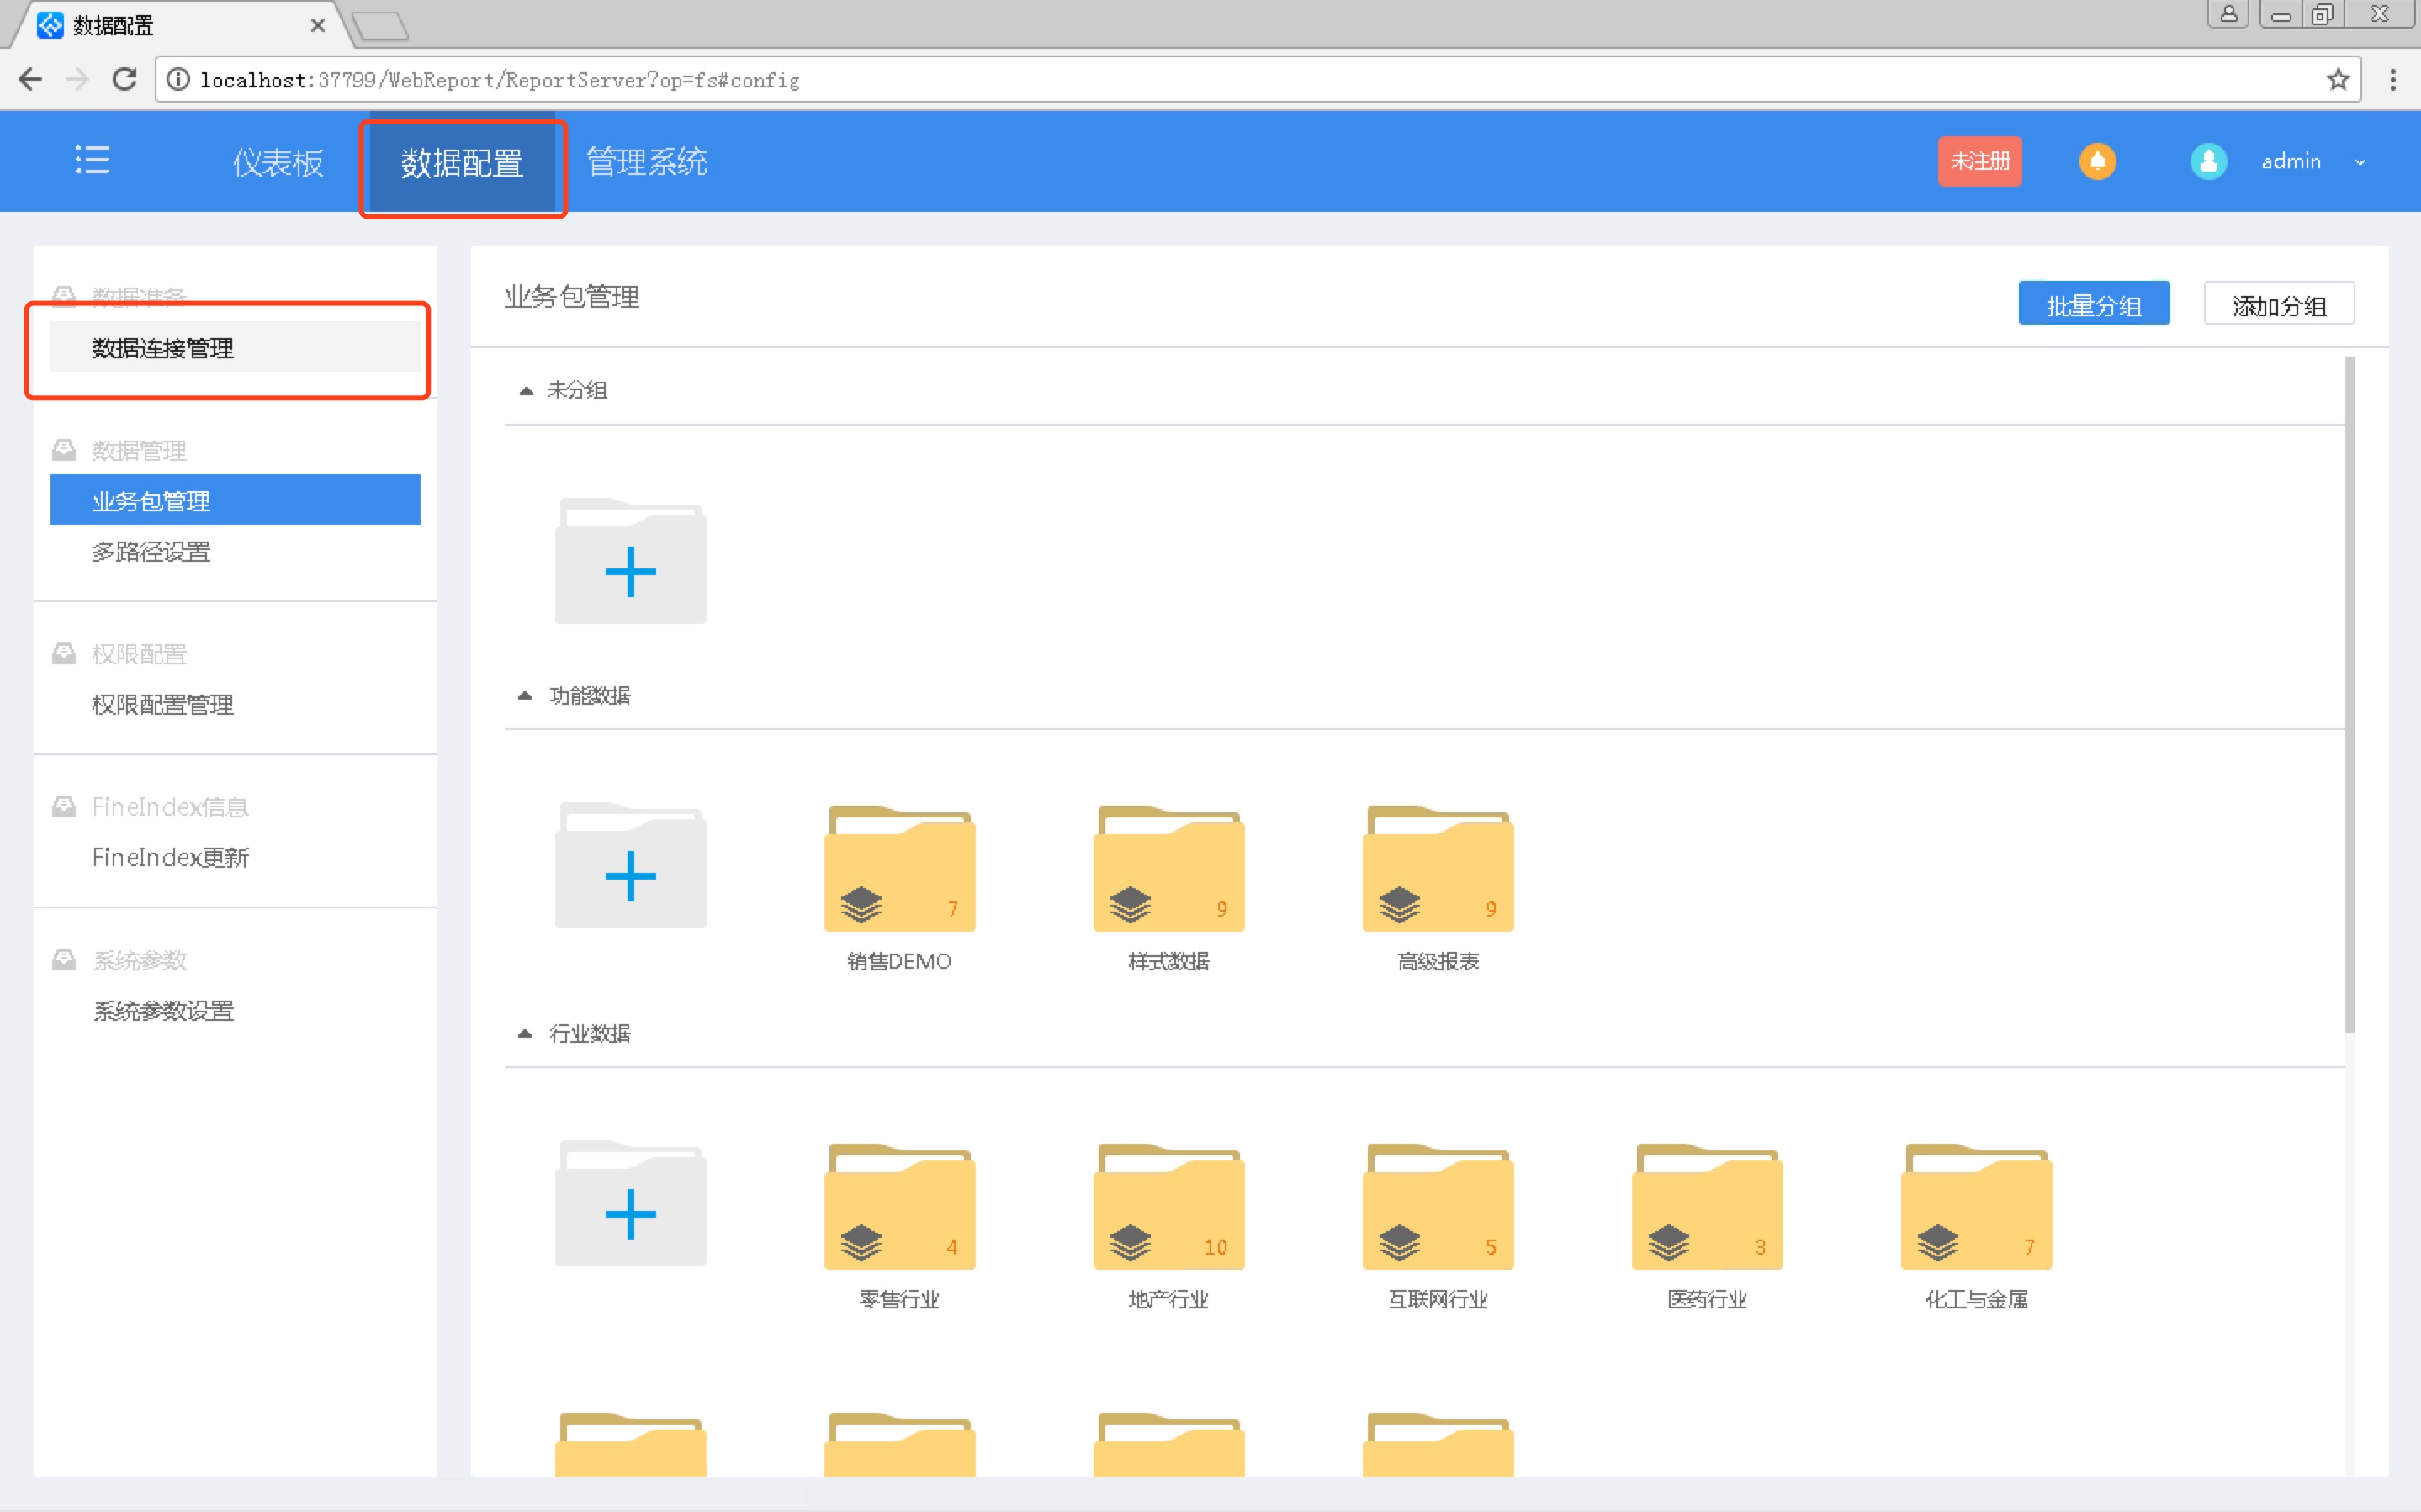 数据配置
localhost:37799/WebReport/ReportServer?op=fs#config
仪表板 数据配置 管理系统 未注册 admin
数据准备
数据连接管理
数据管理
业务包管理
多路径设置
权限配置
权限配置管理
FineIndex信息
FineIndex更新
系统参数
系统参数设置
业务包管理 批量分组 添加分组
未分组
功能数据
7 9 9
销售DEMO 样式数据 高级报表
行业数据
4 10 5 3 7
零售行业 地产行业 互联网行业 医药行业 化工与金属